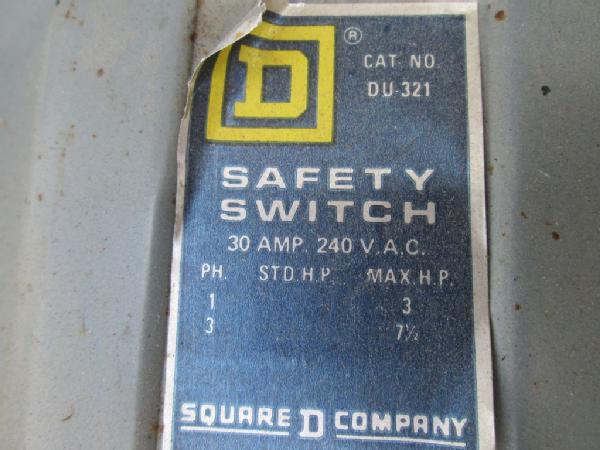 D ®
CAT. NO.
DU-321
SAFETY
SWITCH
30 AMP. 240 V.A.C.
PH. STD.H.P. MAX.H.P.
1 3
3 7½
SQUARE D COMPANY